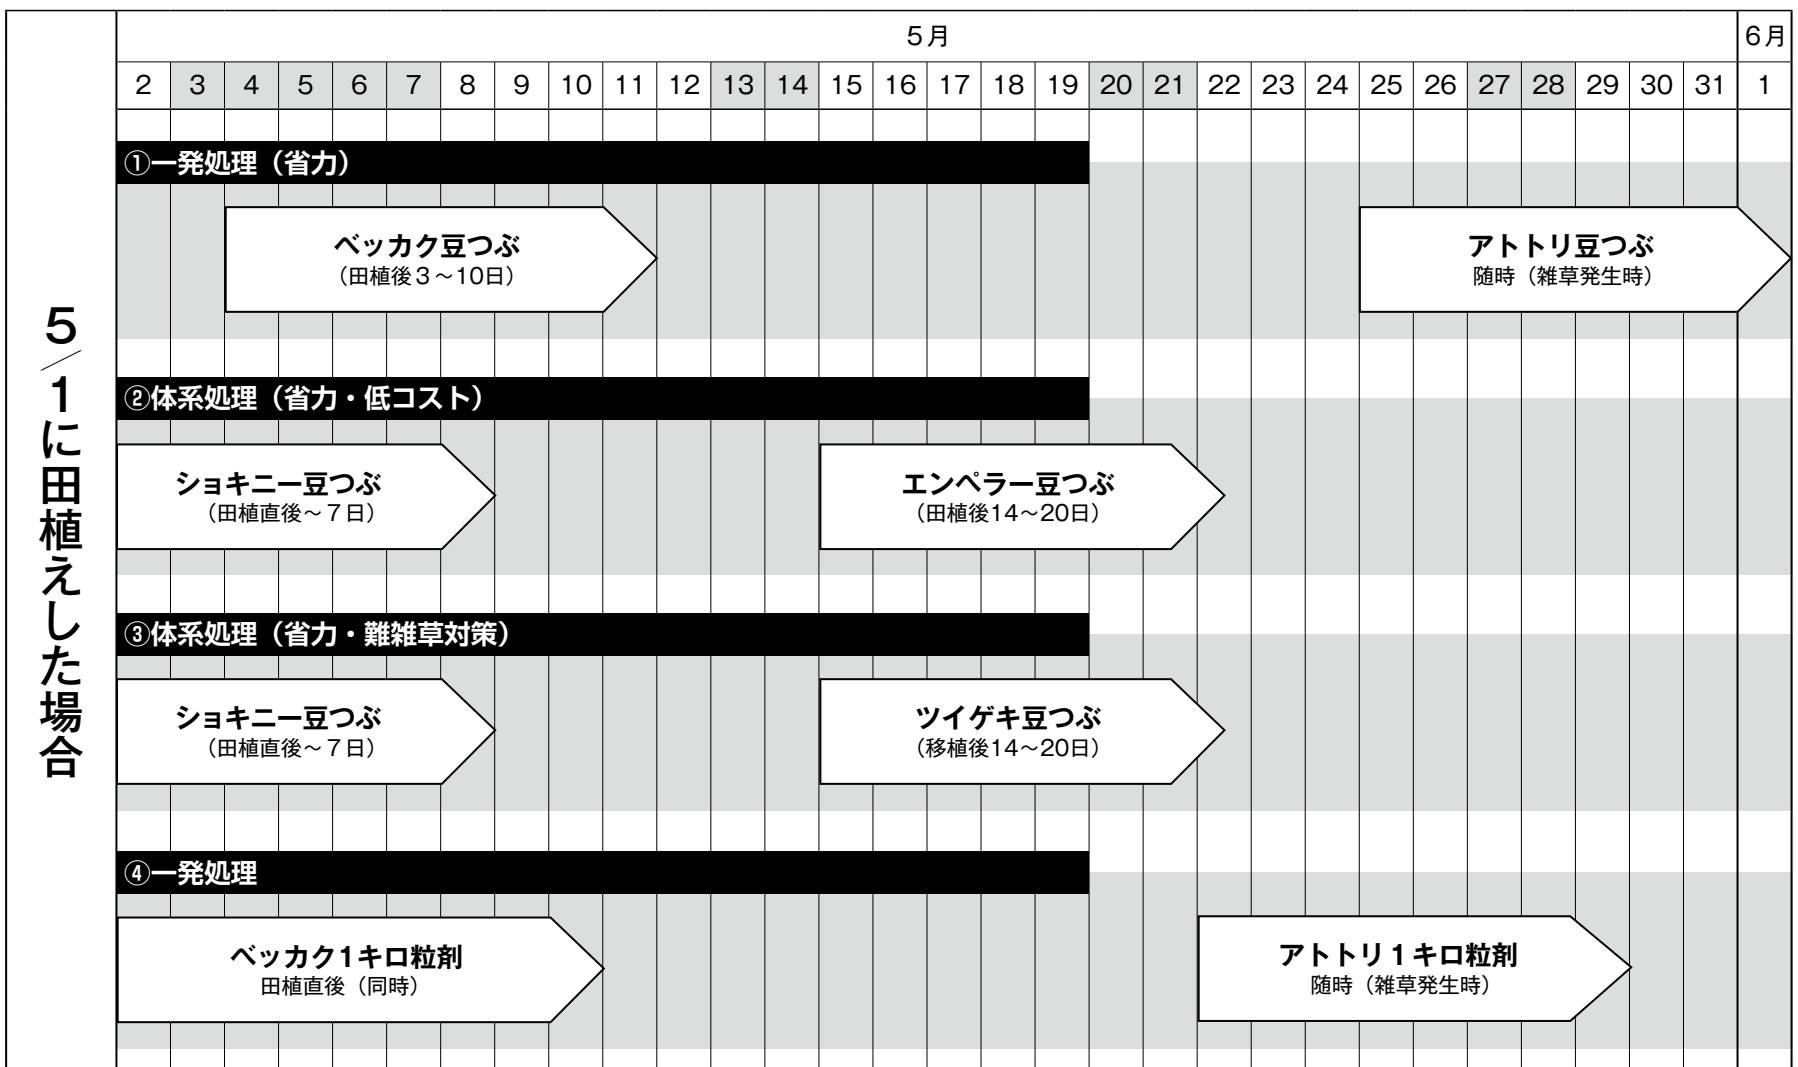 5月 6月
2 3 4 5 6 7 8 9 10 11 12 13 14 15 16 17 18 19 20 21 22 23 24 25 26 27 28 29 30 31 1
5/1に田植えした場合
①一発処理（省力）
ベッカク豆つぶ
（田植後３～10日）
アトトリ豆つぶ
随時（雑草発生時）
②体系処理（省力・低コスト）
ショキニー豆つぶ
（田植直後～７日）
エンペラー豆つぶ
（田植後14～20日）
③体系処理（省力・難雑草対策）
ショキニー豆つぶ
（田植直後～７日）
ツイゲキ豆つぶ
（移植後14～20日）
④一発処理
ベッカク1キロ粒剤
田植直後（同時）
アトトリ１キロ粒剤
随時（雑草発生時）